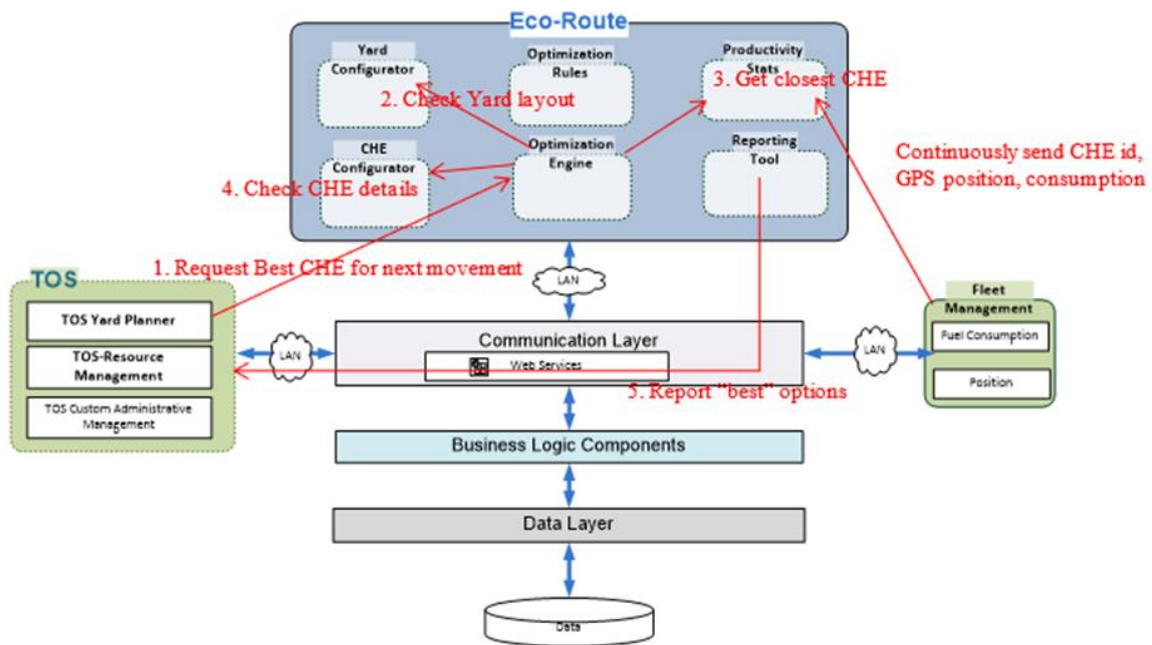 Eco-Route
Yard
Configurator
Optimization
Rules
Productivity
Stats
3. Get closest CHE
2. Check Yard layout
CHE
Configurator
Optimization
Engine
Reporting
Tool
Continuously send CHE id,
GPS position, consumption
4. Check CHE details
1. Request Best CHE for next movement
LAN
TOS
TOS Yard Planner
TOS-Resource
Management
TOS Custom Administrative
Management
LAN
Communication Layer
Web Services
LAN
Fleet
Management
Fuel Consumption
Position
5. Report “best” options
Business Logic Components
Data Layer
Data